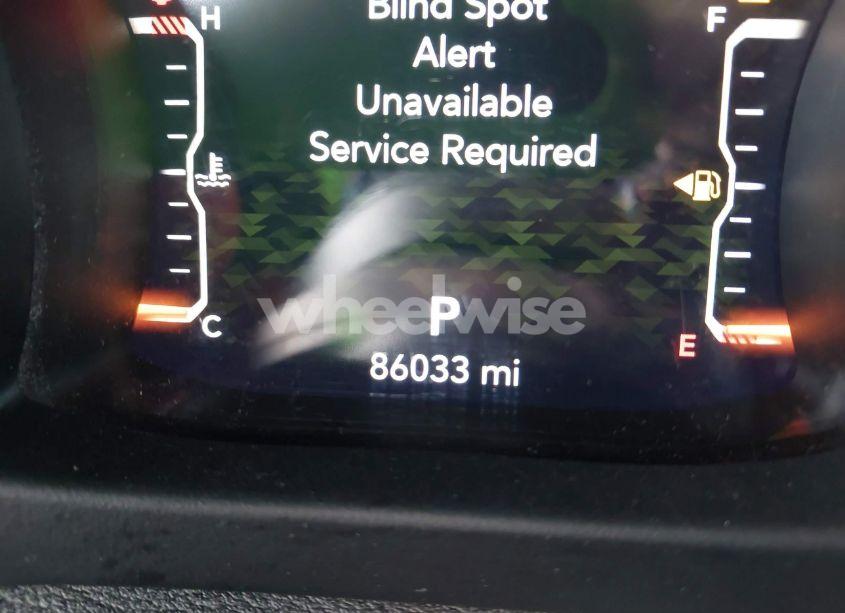 Blind Spot
H
F
Alert
Unavailable
Service Required
wheelwise
P
C
E
86033 mi